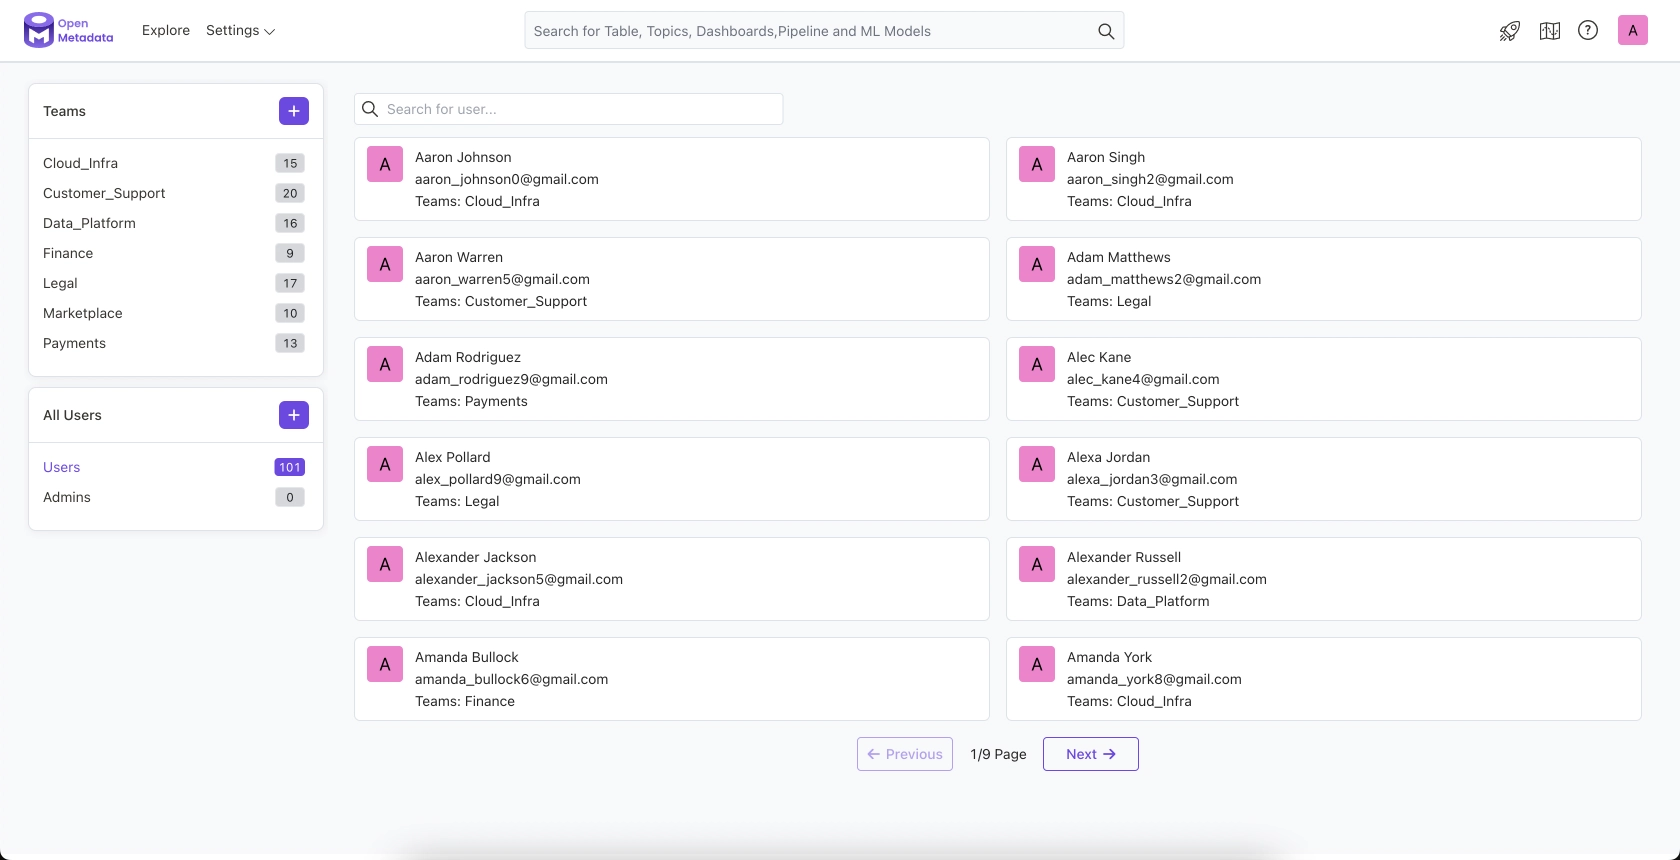 Open
Metadata
Explore
Settings
Search for Table, Topics, Dashboards,Pipeline and ML Models
?
A
Teams
+
Cloud_Infra 15
Customer_Support 20
Data_Platform 16
Finance 9
Legal 17
Marketplace 10
Payments 13
All Users
+
Users 101
Admins 0
Search for user...
A
Aaron Johnson
aaron_johnson0@gmail.com
Teams: Cloud_Infra
A
Aaron Singh
aaron_singh2@gmail.com
Teams: Cloud_Infra
A
Aaron Warren
aaron_warren5@gmail.com
Teams: Customer_Support
A
Adam Matthews
adam_matthews2@gmail.com
Teams: Legal
A
Adam Rodriguez
adam_rodriguez9@gmail.com
Teams: Payments
A
Alec Kane
alec_kane4@gmail.com
Teams: Customer_Support
A
Alex Pollard
alex_pollard9@gmail.com
Teams: Legal
A
Alexa Jordan
alexa_jordan3@gmail.com
Teams: Customer_Support
A
Alexander Jackson
alexander_jackson5@gmail.com
Teams: Cloud_Infra
A
Alexander Russell
alexander_russell2@gmail.com
Teams: Data_Platform
A
Amanda Bullock
amanda_bullock6@gmail.com
Teams: Finance
A
Amanda York
amanda_york8@gmail.com
Teams: Cloud_Infra
← Previous
1/9 Page
Next →